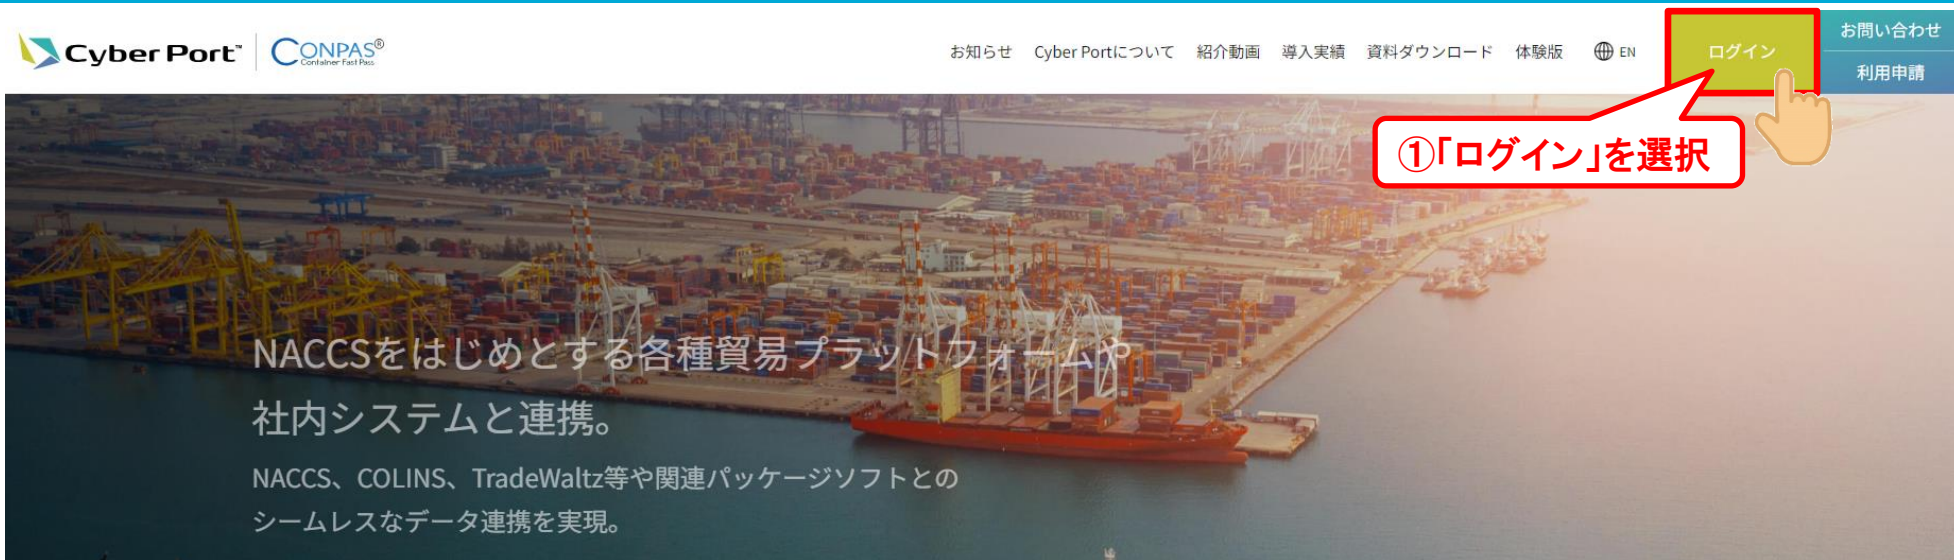 Cyber Port™
CONPAS®
Container Fast Pass
お知らせ Cyber Portについて 紹介動画 導入実績 資料ダウンロード 体験版 EN
ログイン
お問い合わせ
利用申請
①「ログイン」を選択
NACCSをはじめとする各種貿易プラットフォームや
社内システムと連携。
NACCS、COLINS、TradeWaltz等や関連パッケージソフトとの
シームレスなデータ連携を実現。